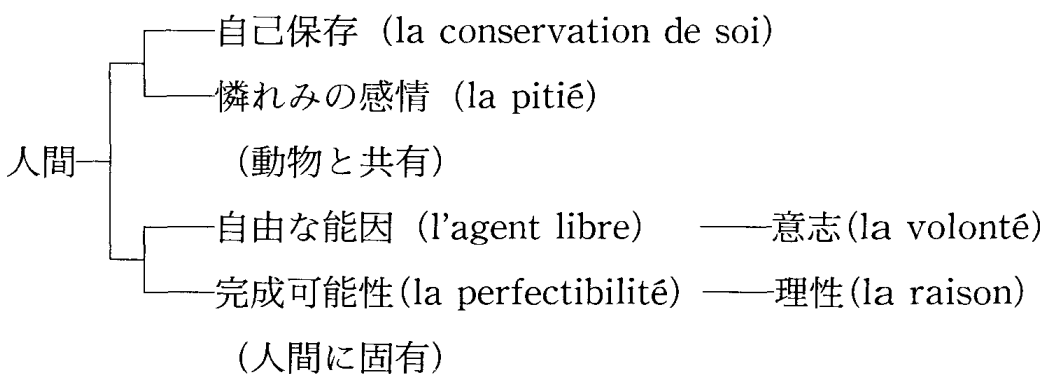 自己保存 (la conservation de soi)
憐れみの感情 (la pitié)
人間 (動物と共有)
自由な能因 (l'agent libre) 意志(la volonté)
完成可能性(la perfectibilité) 理性(la raison)
(人間に固有)